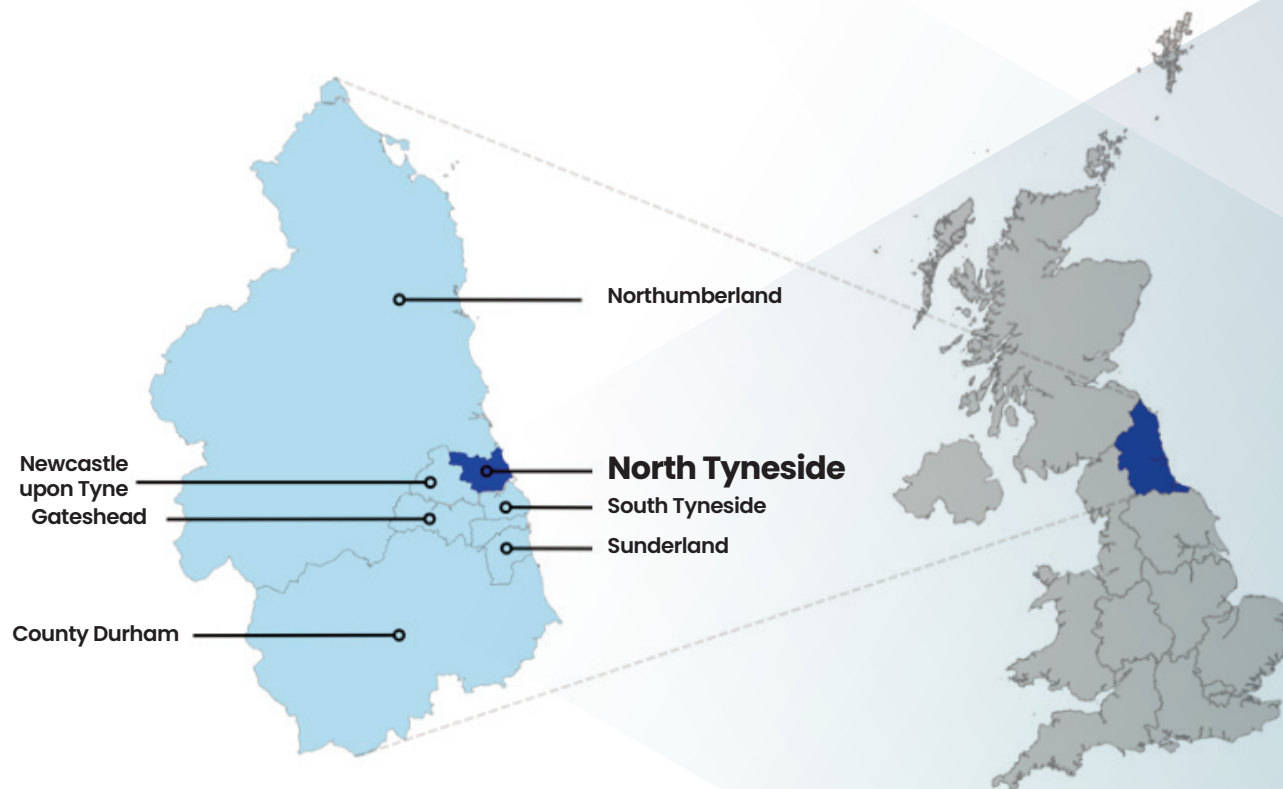 Northumberland
Newcastle
upon Tyne
North Tyneside
South Tyneside
Gateshead
Sunderland
County Durham